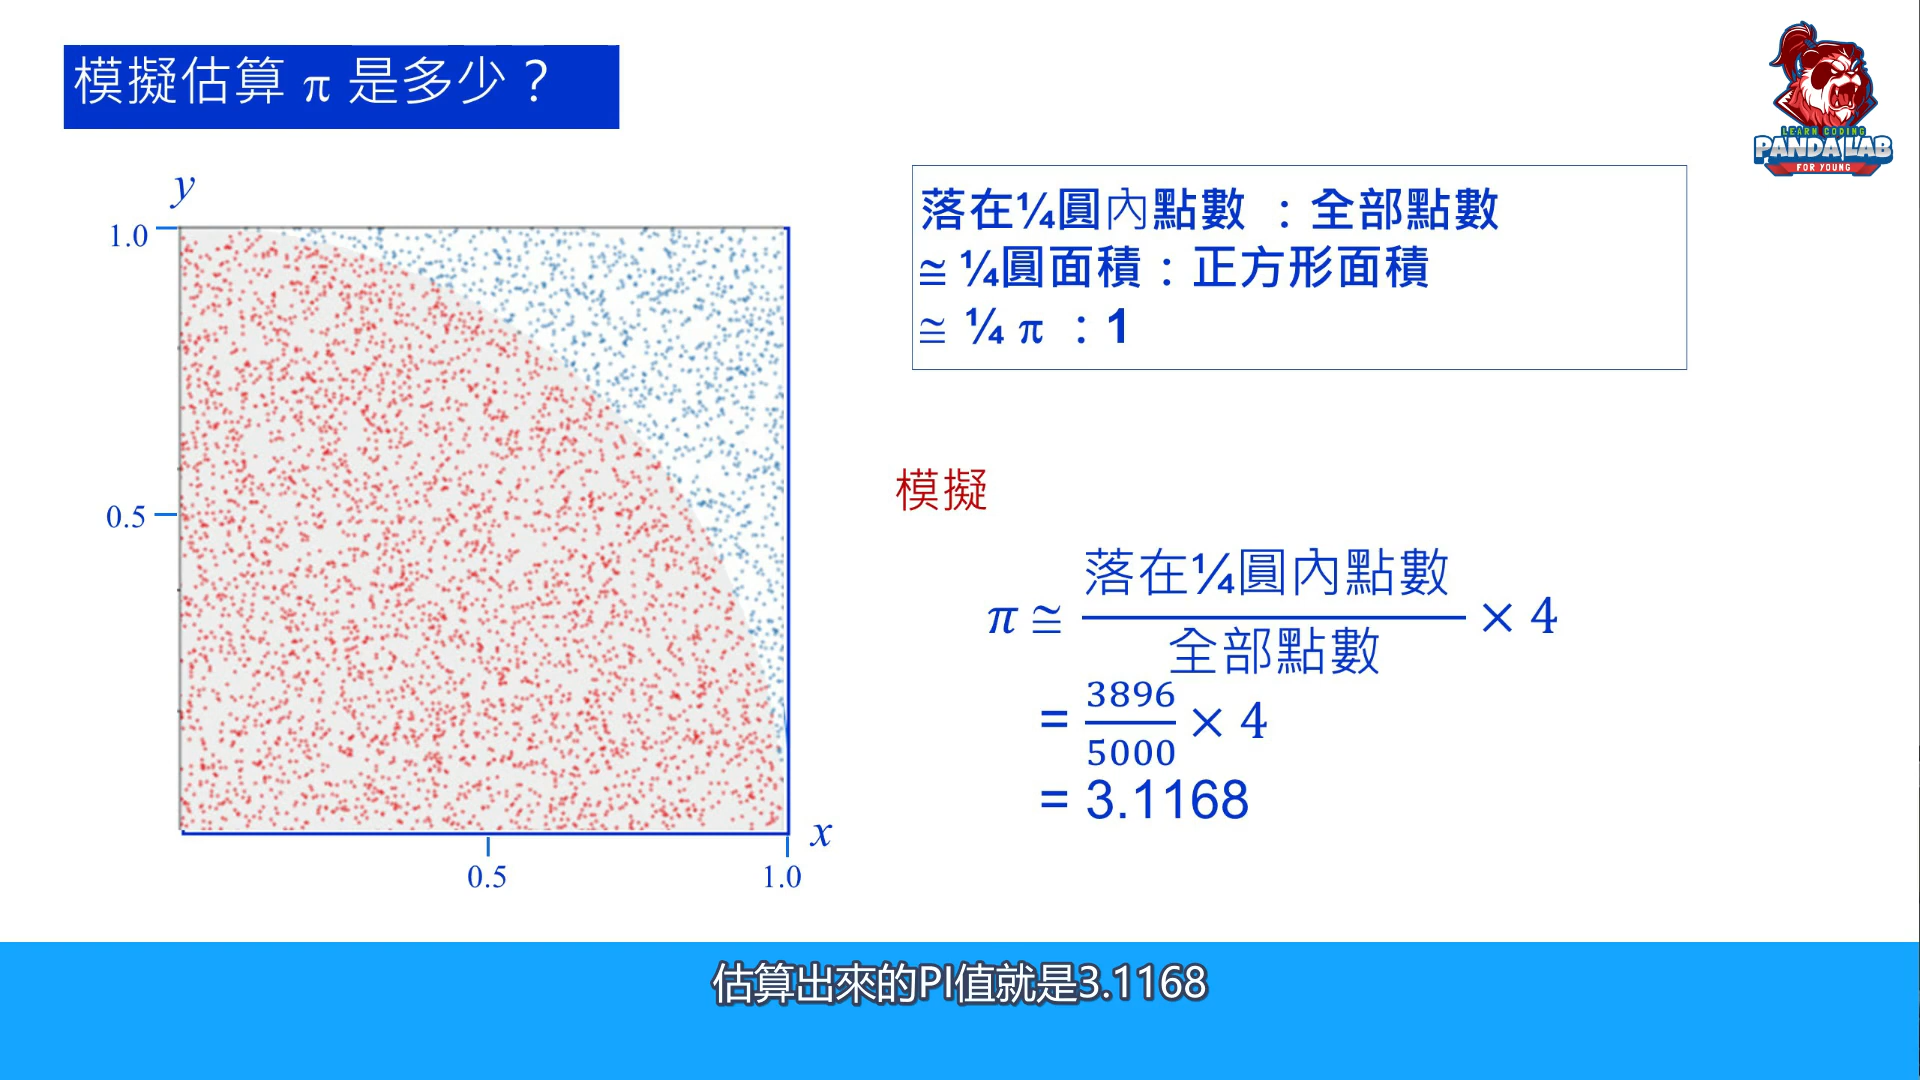 模擬估算 π 是多少？
LEARN CODING
PANDA LAB
FOR YOUNG
y
1.0
0.5
0.5
1.0
x
落在¼圓內點數 ：全部點數
≅ ¼圓面積：正方形面積
≅ ¼ π ：1
模擬
π ≅ 落在¼圓內點數 / 全部點數 × 4
= 3896 / 5000 × 4
= 3.1168
估算出來的PI值就是3.1168